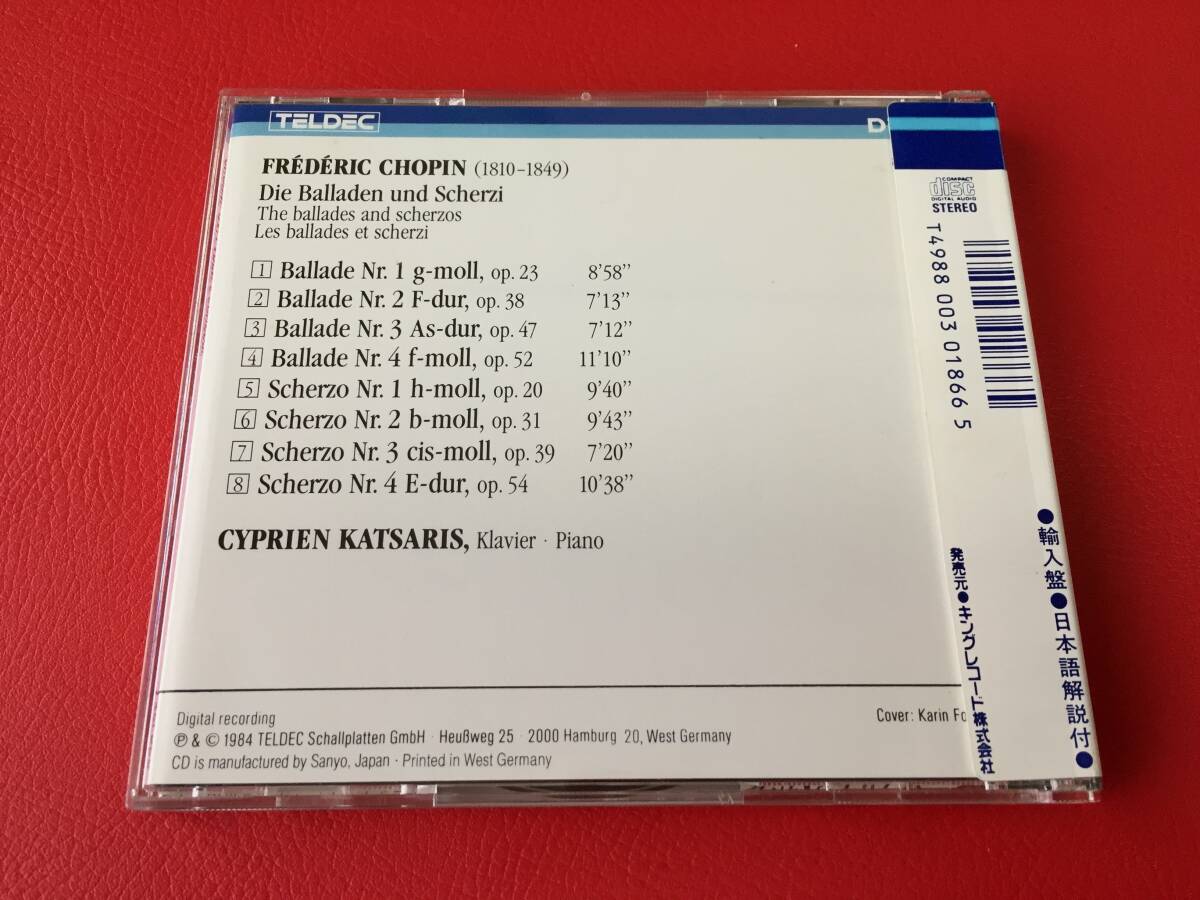 TELDEC
FRÉDÉRIC CHOPIN (1810–1849)
Die Balladen und Scherzi
The ballades and scherzos
Les ballades et scherzi
1 Ballade Nr. 1 g-moll, op. 23 8’58’’
2 Ballade Nr. 2 F-dur, op. 38 7’13’’
3 Ballade Nr. 3 As-dur, op. 47 7’12’’
4 Ballade Nr. 4 f-moll, op. 52 11’10’’
5 Scherzo Nr. 1 h-moll, op. 20 9’40’’
6 Scherzo Nr. 2 b-moll, op. 31 9’43’’
7 Scherzo Nr. 3 cis-moll, op. 39 7’20’’
8 Scherzo Nr. 4 E-dur, op. 54 10’38’’
CYPRIEN KATSARIS, Klavier · Piano
Digital recording
℗ & © 1984 TELDEC Schallplatten GmbH · Heußweg 25 · 2000 Hamburg 20, West Germany
CD is manufactured by Sanyo, Japan · Printed in West Germany
Cover: Karin
COMPACT
disc
DIGITAL AUDIO
STEREO
T4988 003 01866 5
発売元●キングレコード株式会社
●輸入盤●日本語解説付●